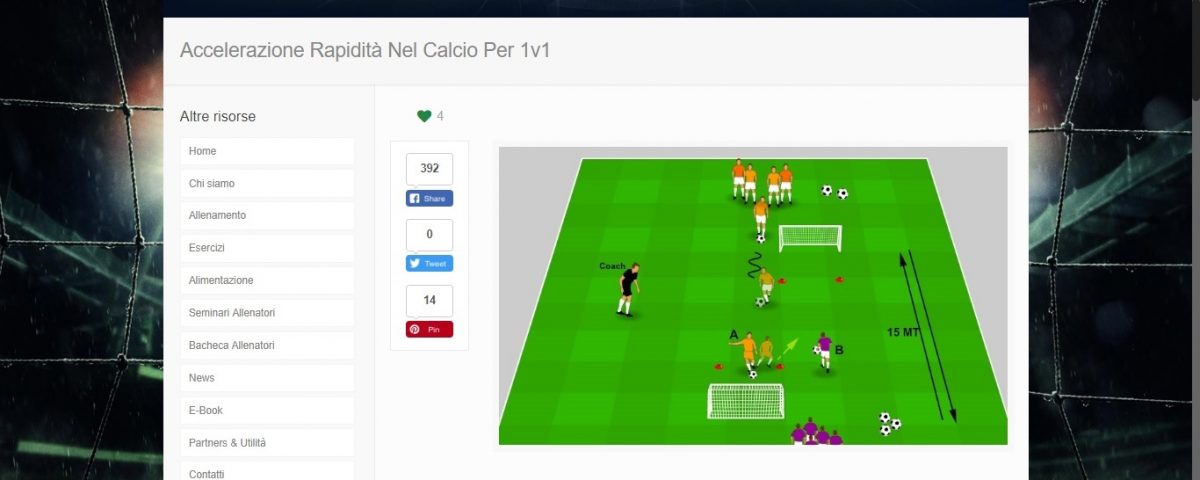 Accelerazione Rapidità Nel Calcio Per 1v1
Altre risorse
Home
Chi siamo
Allenamento
Esercizi
Alimentazione
Seminari Allenatori
Bacheca Allenatori
News
E-Book
Partners & Utilità
Contatti
4
392
Share
0
Tweet
14
Pin
Coach
A
B
15 MT